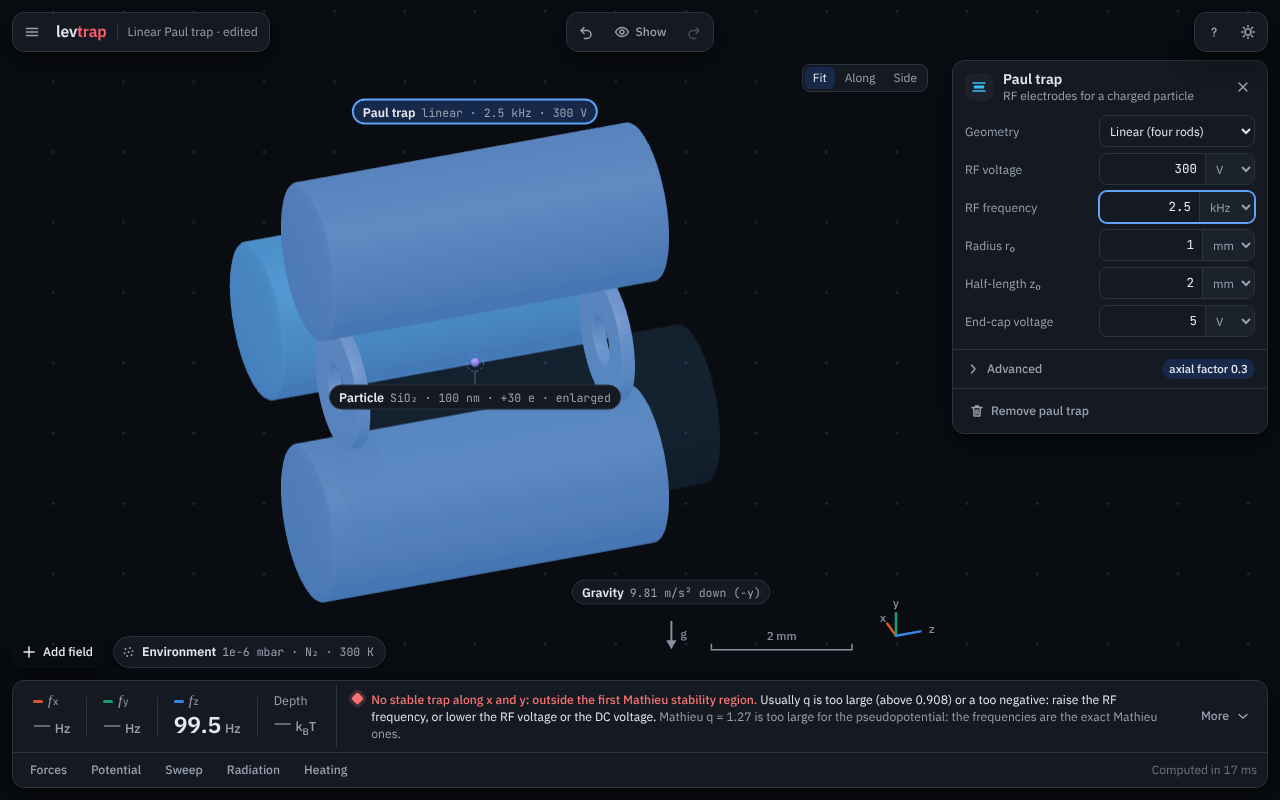 levtrap
Linear Paul trap · edited
Show
?
Fit
Along
Side
Paul trap linear · 2.5 kHz · 300 V
Particle SiO₂ · 100 nm · +30 e · enlarged
Gravity 9.81 m/s² down (-y)
g
2 mm
y
x
z
Paul trap
RF electrodes for a charged particle
Geometry Linear (four rods)
RF voltage 300 V
RF frequency 2.5 kHz
Radius r₀ 1 mm
Half-length z₀ 2 mm
End-cap voltage 5 V
Advanced axial factor 0.3
Remove paul trap
Add field
Environment 1e-6 mbar · N₂ · 300 K
fx
— Hz
fy
— Hz
fz
99.5 Hz
Depth
— kBT
No stable trap along x and y: outside the first Mathieu stability region. Usually q is too large (above 0.908) or a too negative: raise the RF
frequency, or lower the RF voltage or the DC voltage. Mathieu q = 1.27 is too large for the pseudopotential: the frequencies are the exact Mathieu
ones.
More
Forces
Potential
Sweep
Radiation
Heating
Computed in 17 ms